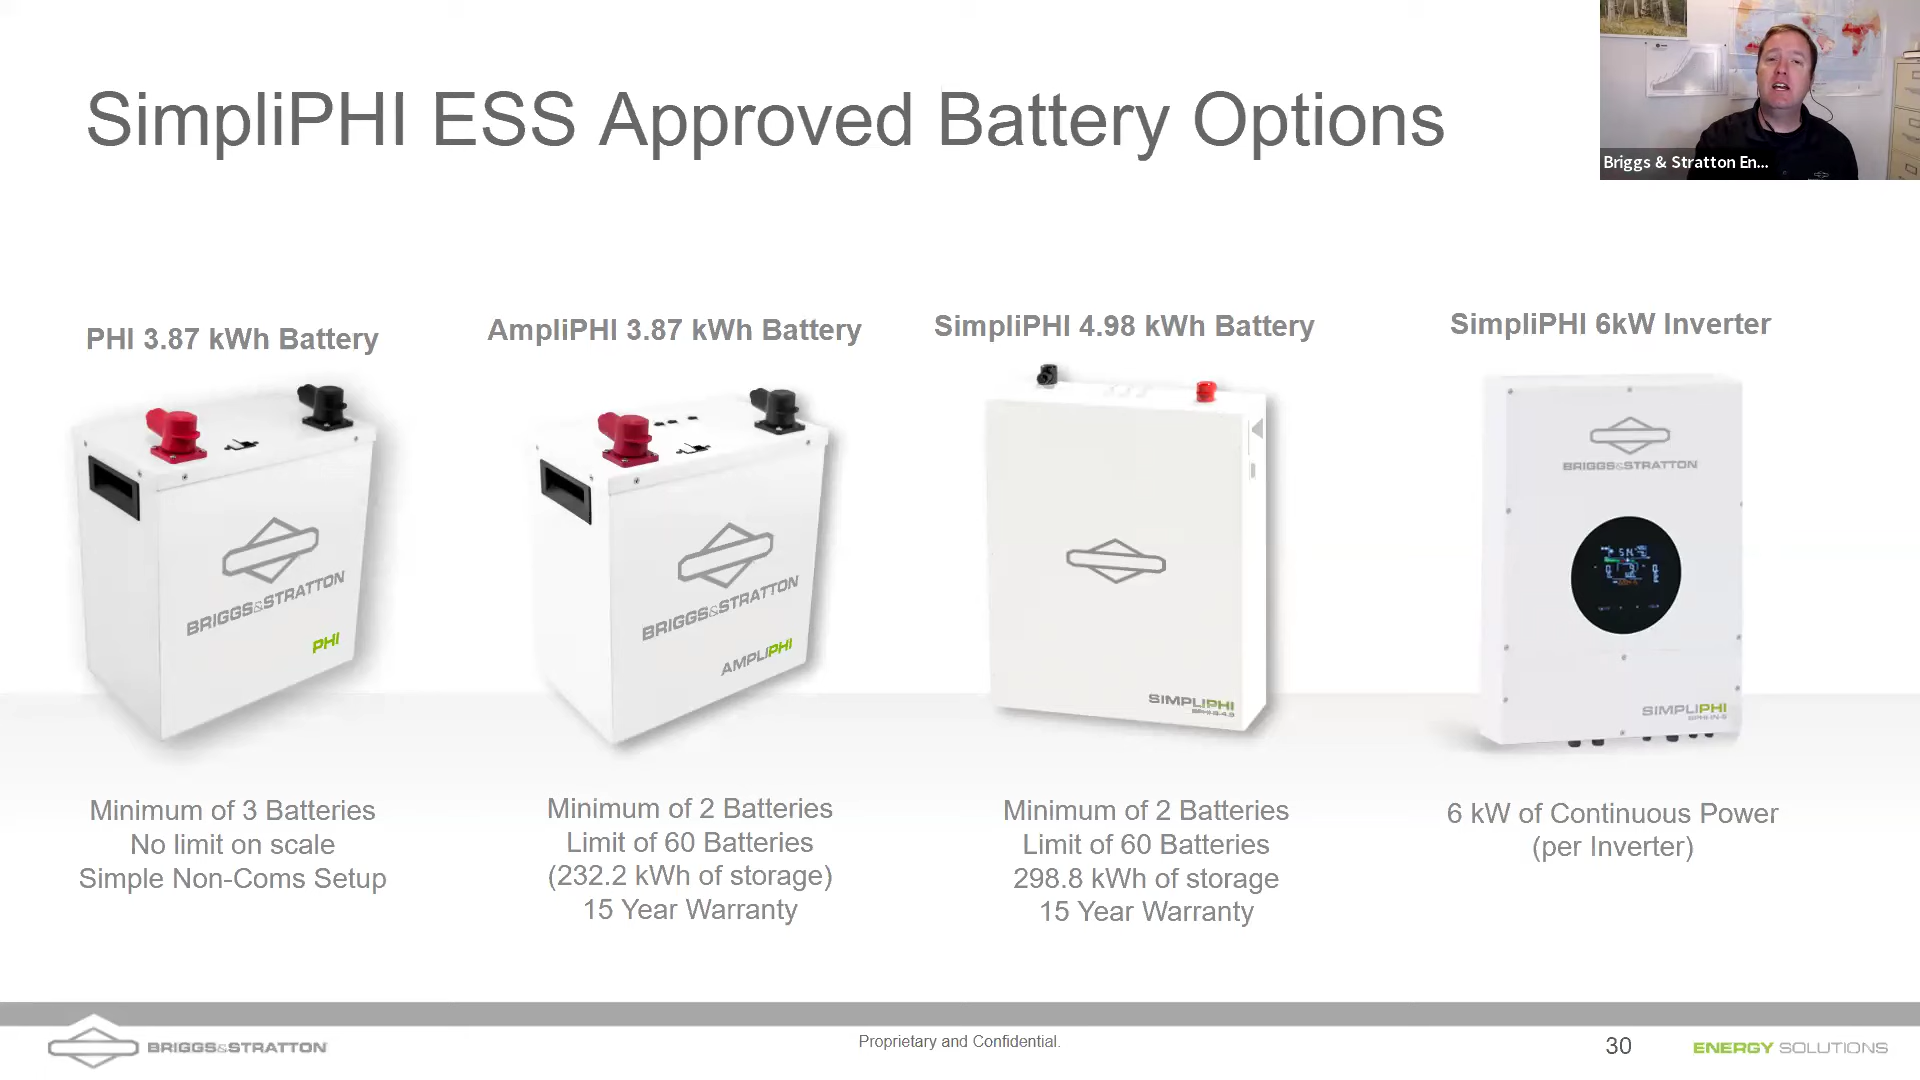 SimpliPHI ESS Approved Battery Options
Briggs & Stratton En...
PHI 3.87 kWh Battery
BRIGGS&STRATTON
PHI
Minimum of 3 Batteries
No limit on scale
Simple Non-Coms Setup
AmpliPHI 3.87 kWh Battery
BRIGGS&STRATTON
AMPLIPHI
Minimum of 2 Batteries
Limit of 60 Batteries
(232.2 kWh of storage)
15 Year Warranty
SimpliPHI 4.98 kWh Battery
SIMPLIPHI
Minimum of 2 Batteries
Limit of 60 Batteries
298.8 kWh of storage
15 Year Warranty
SimpliPHI 6kW Inverter
BRIGGS&STRATTON
SIMPLIPHI
6 kW of Continuous Power
(per Inverter)
BRIGGS&STRATTON
Proprietary and Confidential.
30
ENERGY SOLUTIONS